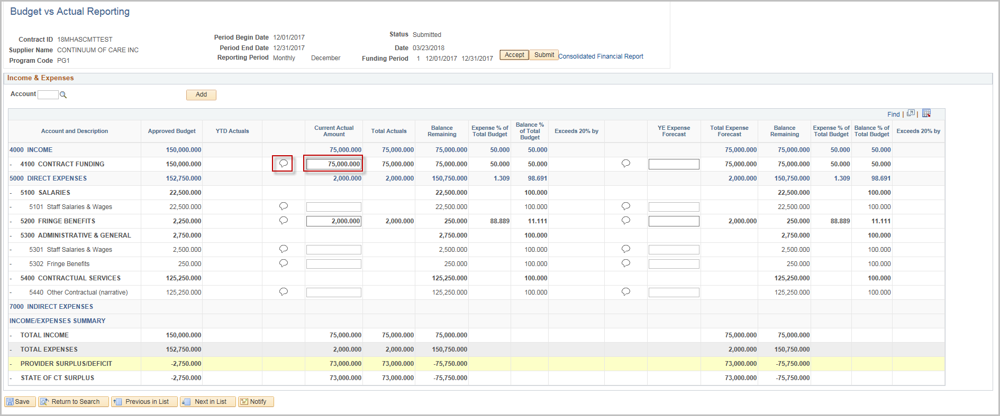 Budget vs Actual Reporting
Contract ID 18MHASCMTTEST
Supplier Name CONTINUUM OF CARE INC
Program Code PG1
Period Begin Date 12/01/2017
Period End Date 12/31/2017
Reporting Period Monthly December
Status Submitted
Date 03/23/2018
Funding Period 1 12/01/2017 12/31/2017
Accept Submit Consolidated Financial Report
Income & Expenses
Account Add
Find | |
Account and Description Approved Budget YTD Actuals Current Actual Amount Total Actuals Balance Remaining Expense % of Total Budget Balance % of Total Budget Exceeds 20% by YE Expense Forecast Total Expense Forecast Balance Remaining Expense % of Total Budget Balance % of Total Budget Exceeds 20% by
4000 INCOME 150,000.000 75,000.000 75,000.000 75,000.000 50.000 50.000 75,000.000 75,000.000 50.000 50.000
- 4100 CONTRACT FUNDING 150,000.000 75,000.000 75,000.000 75,000.000 50.000 50.000 75,000.000 75,000.000 50.000 50.000
5000 DIRECT EXPENSES 152,750.000 2,000.000 2,000.000 150,750.000 1.309 98.691 2,000.000 150,750.000 1.309 98.691
- 5100 SALARIES 22,500.000 22,500.000 100.000 22,500.000 100.000
- 5101 Staff Salaries & Wages 22,500.000 22,500.000 100.000 22,500.000 100.000
- 5200 FRINGE BENEFITS 2,250.000 2,000.000 2,000.000 250.000 88.889 11.111 2,000.000 250.000 88.889 11.111
- 5300 ADMINISTRATIVE & GENERAL 2,750.000 2,750.000 100.000 2,750.000 100.000
- 5301 Staff Salaries & Wages 2,500.000 2,500.000 100.000 2,500.000 100.000
- 5302 Fringe Benefits 250.000 250.000 100.000 250.000 100.000
- 5400 CONTRACTUAL SERVICES 125,250.000 125,250.000 100.000 125,250.000 100.000
- 5440 Other Contractual (narrative) 125,250.000 125,250.000 100.000 125,250.000 100.000
7000 INDIRECT EXPENSES
INCOME/EXPENSES SUMMARY
- TOTAL INCOME 150,000.000 75,000.000 75,000.000 75,000.000 75,000.000 75,000.000
- TOTAL EXPENSES 152,750.000 2,000.000 2,000.000 150,750.000 2,000.000 150,750.000
- PROVIDER SURPLUS/DEFICIT -2,750.000 73,000.000 73,000.000 -75,750.000 73,000.000 -75,750.000
- STATE OF CT SURPLUS -2,750.000 73,000.000 73,000.000 -75,750.000 73,000.000 -75,750.000
Save Return to Search Previous in List Next in List Notify